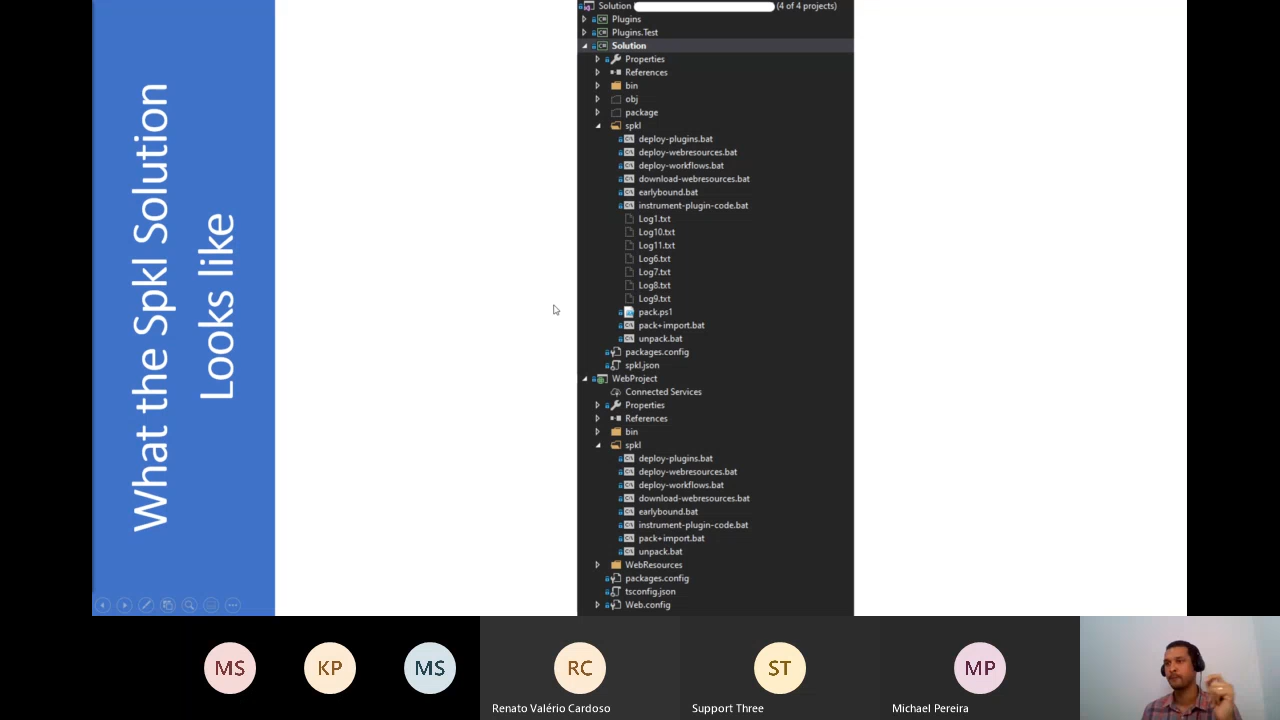 What the Spkl Solution
Looks like
Solution (4 of 4 projects)
Plugins
Plugins.Test
Solution
Properties
References
bin
obj
package
spkl
deploy-plugins.bat
deploy-webresources.bat
deploy-workflows.bat
download-webresources.bat
earlybound.bat
instrument-plugin-code.bat
Log1.txt
Log10.txt
Log11.txt
Log6.txt
Log7.txt
Log8.txt
Log9.txt
pack.ps1
pack+import.bat
unpack.bat
packages.config
spkl.json
WebProject
Connected Services
Properties
References
bin
spkl
deploy-plugins.bat
deploy-webresources.bat
deploy-workflows.bat
download-webresources.bat
earlybound.bat
instrument-plugin-code.bat
pack+import.bat
unpack.bat
WebResources
packages.config
tsconfig.json
Web.config
MS KP MS RC ST MP
Renato Valério Cardoso Support Three Michael Pereira